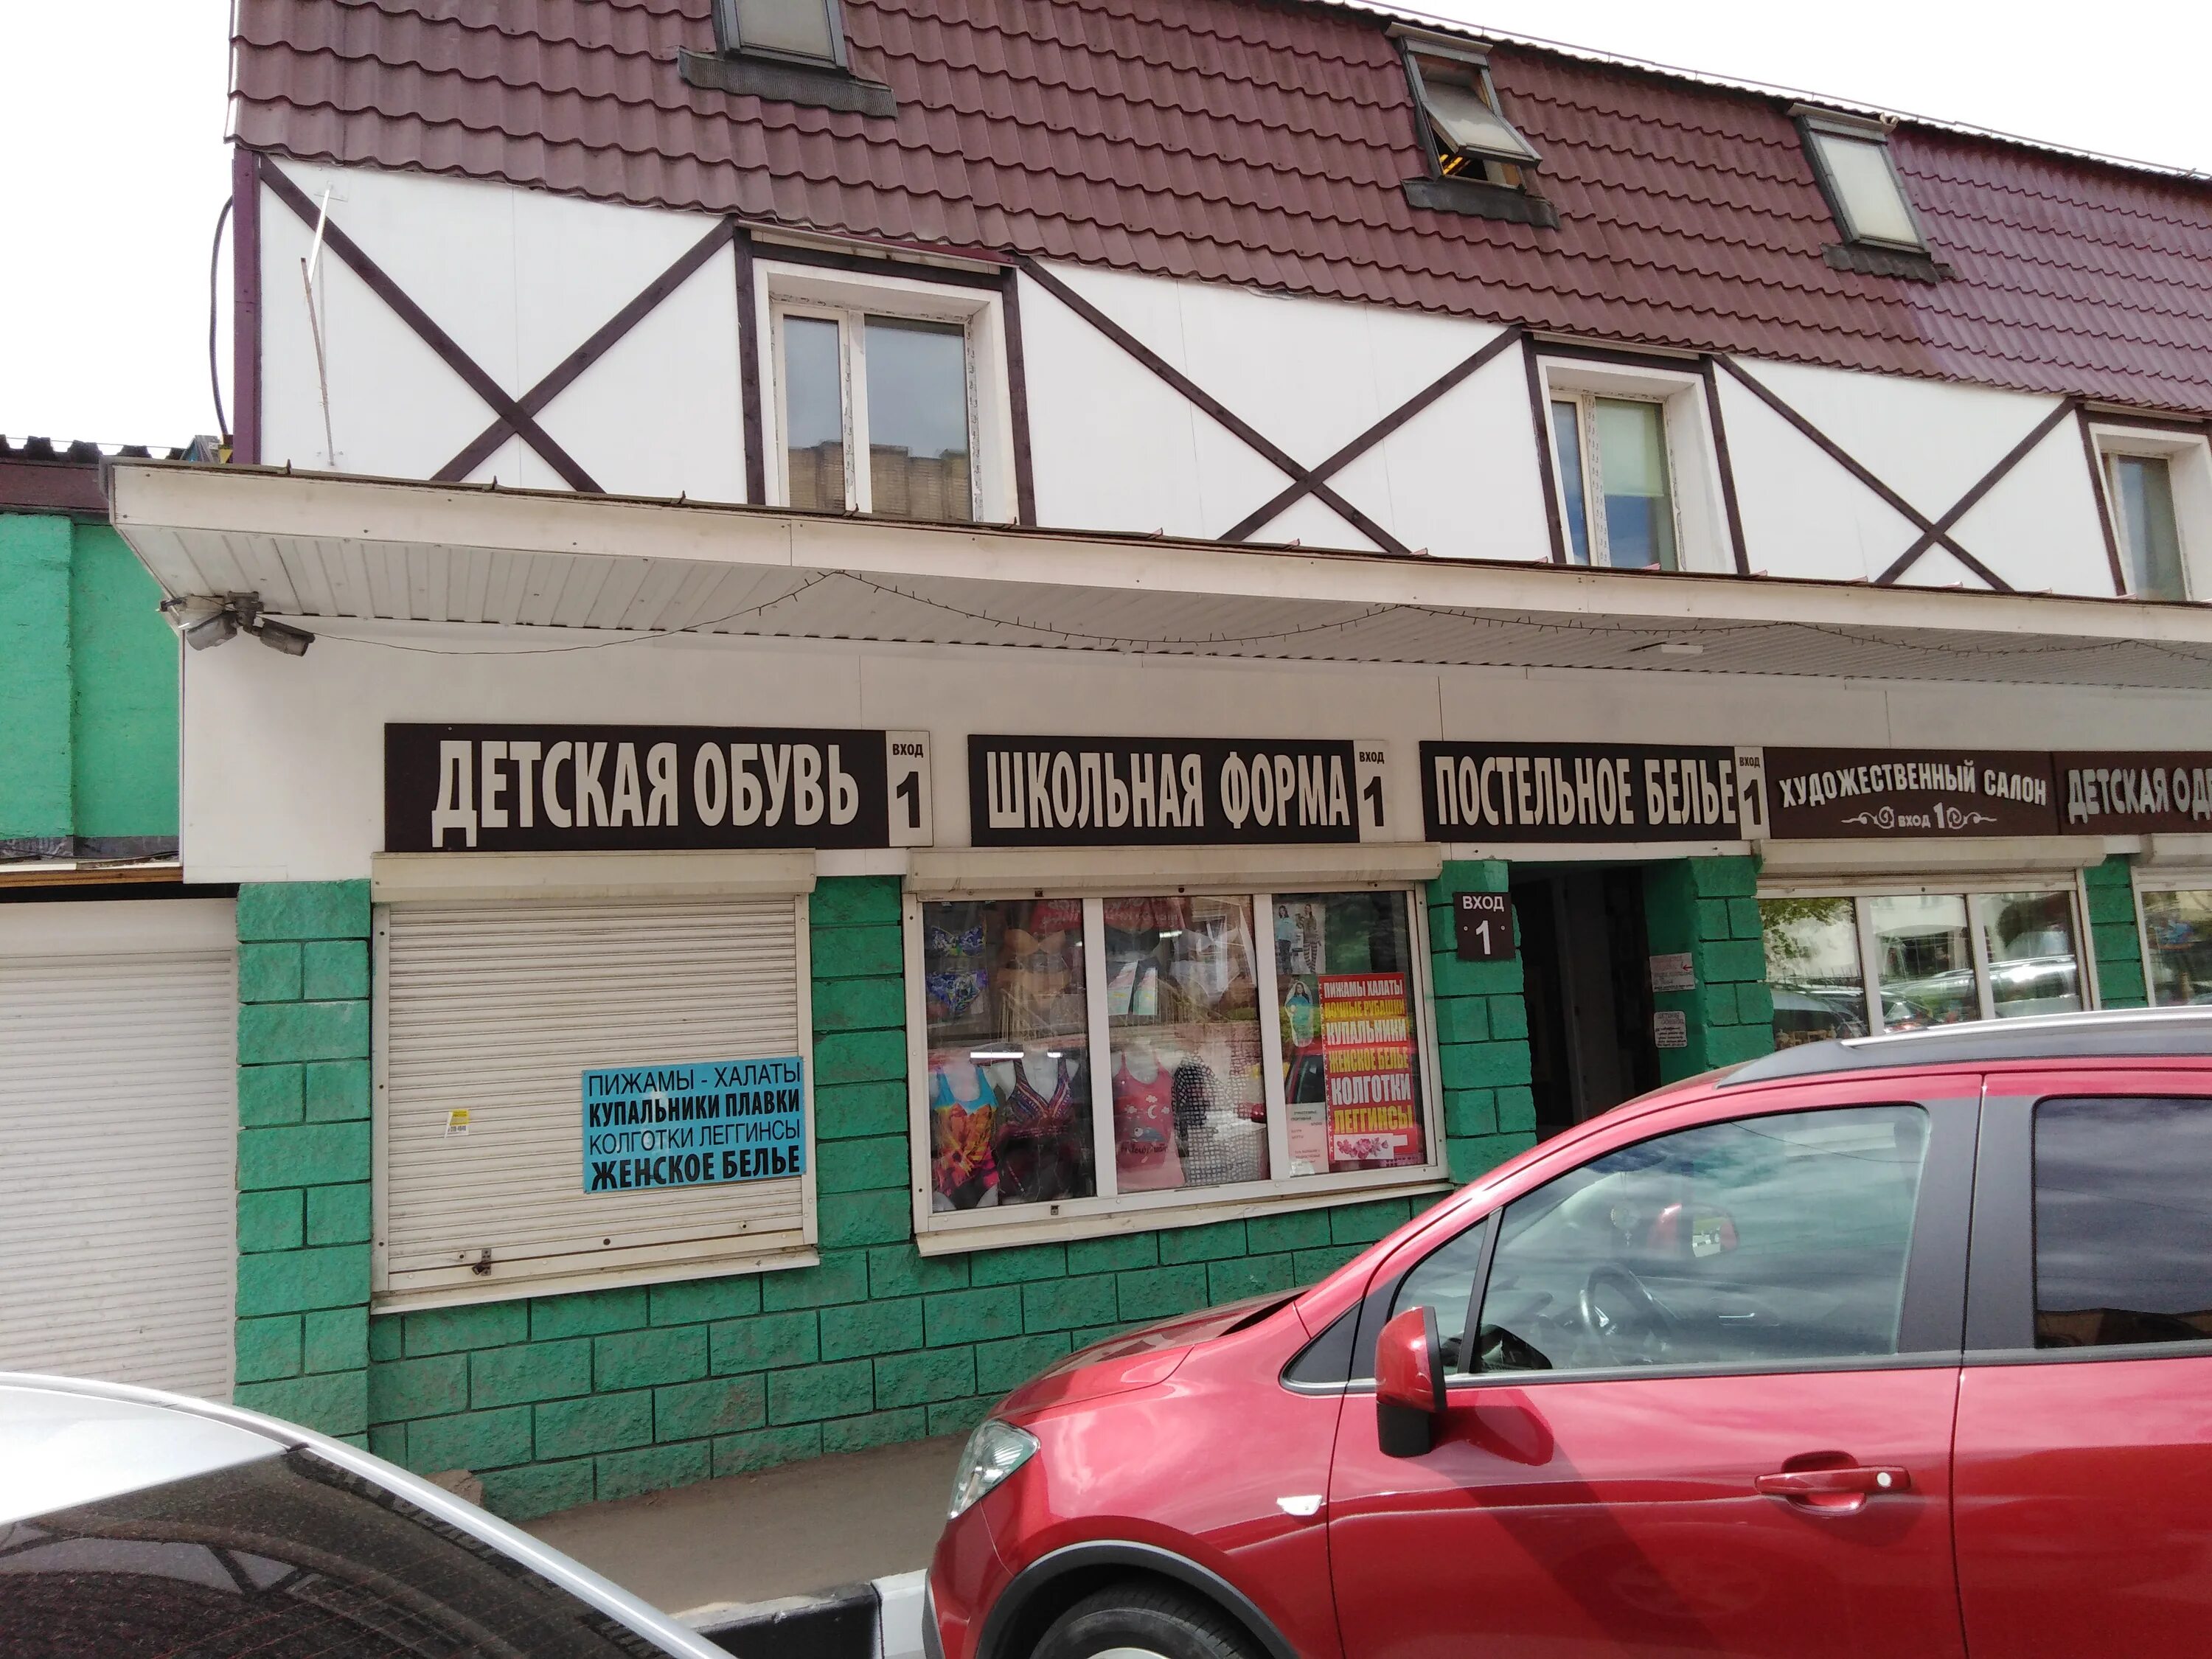 ДЕТСКАЯ ОБУВЬ
ВХОД
1
ШКОЛЬНАЯ ФОРМА
ВХОД
1
ПОСТЕЛЬНОЕ БЕЛЬЕ
ВХОД
1
ХУДОЖЕСТВЕННЫЙ САЛОН
ВХОД 1
ДЕТСКАЯ
ВХОД
1
ПИЖАМЫ - ХАЛАТЫ
КУПАЛЬНИКИ ПЛАВКИ
КОЛГОТКИ ЛЕГГИНСЫ
ЖЕНСКОЕ БЕЛЬЕ
ПИЖАМЫ ХАЛАТЫ
НОЧНЫЕ РУБАШКИ
КУПАЛЬНИКИ
ЖЕНСКОЕ БЕЛЬЕ
КОЛГОТКИ
ЛЕГГИНСЫ